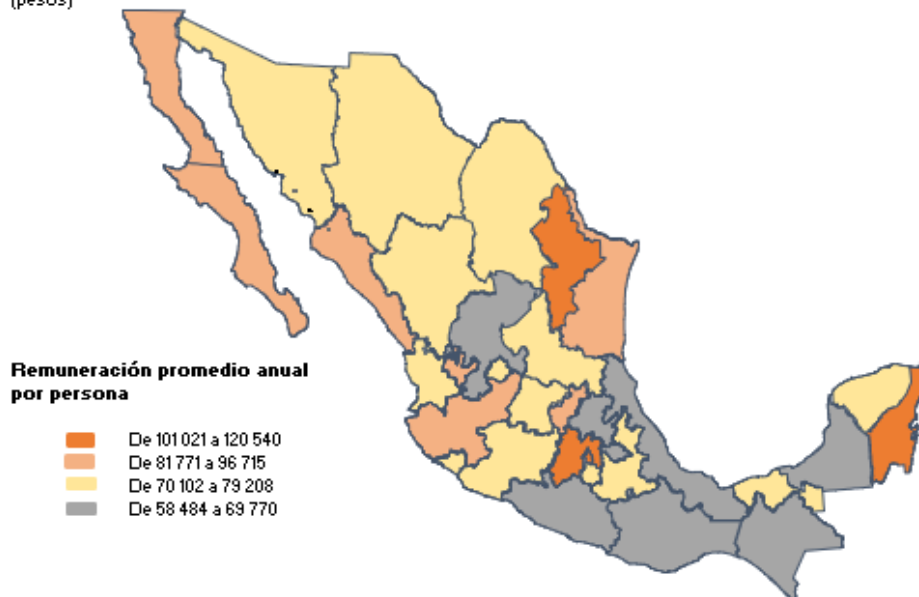 (pesos)
Remuneración promedio anual
por persona
De 101 021 a 120 540
De 81 771 a 96 715
De 70 102 a 79 208
De 58 484 a 69 770